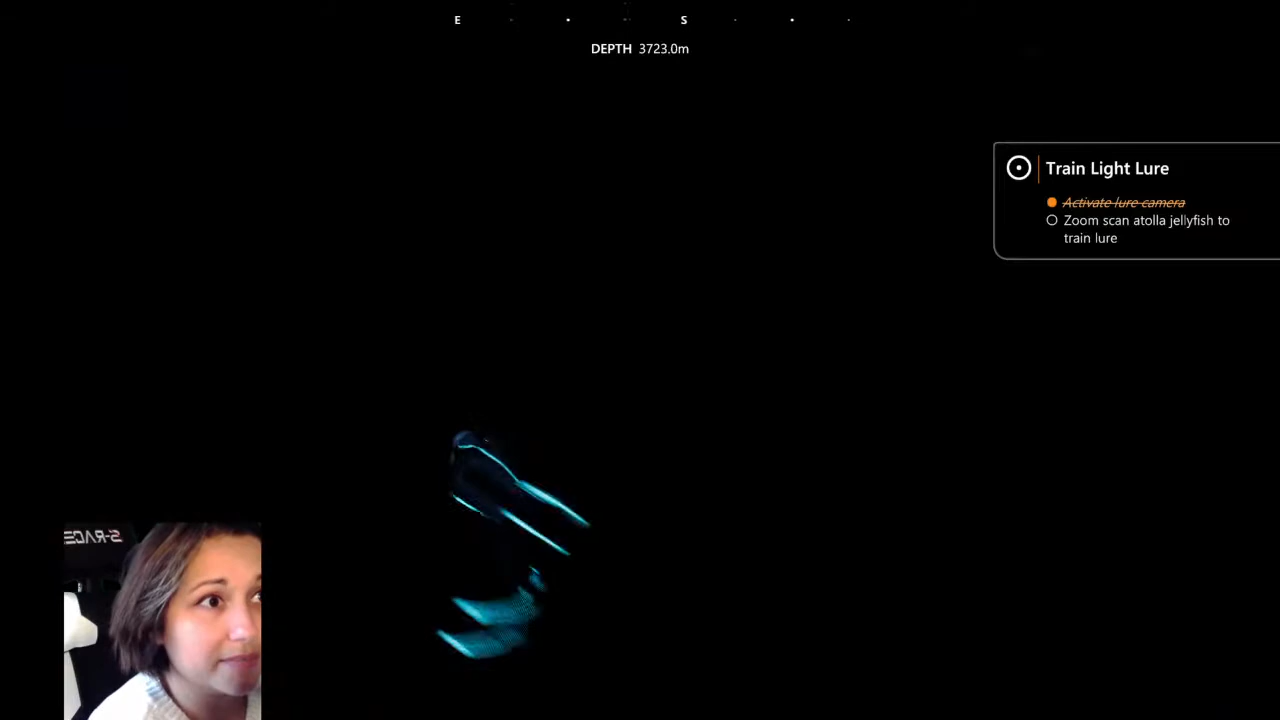 E
S
DEPTH 3723.0m
Train Light Lure
Activate lure camera
Zoom scan atolla jellyfish to
train lure